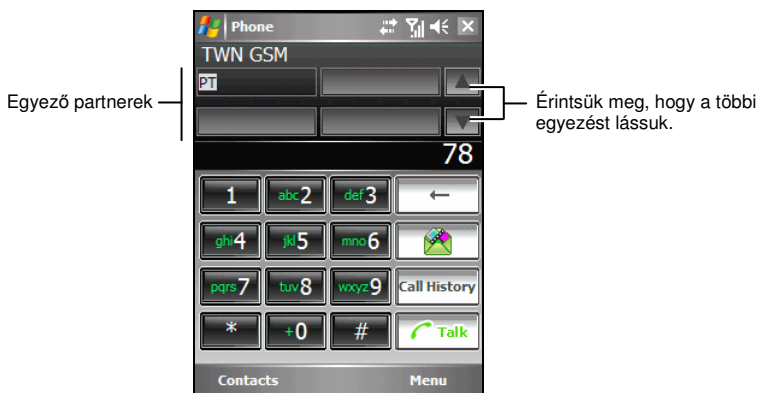 Phone
TWN GSM
PT
Egyező partnerek
Érintsük meg, hogy a többi
egyezést lássuk.
78
1 abc2 def3 ←
ghi4 jkl5 mno6
pqrs7 tuv8 wxyz9 Call History
* +0 # Talk
Contacts Menu